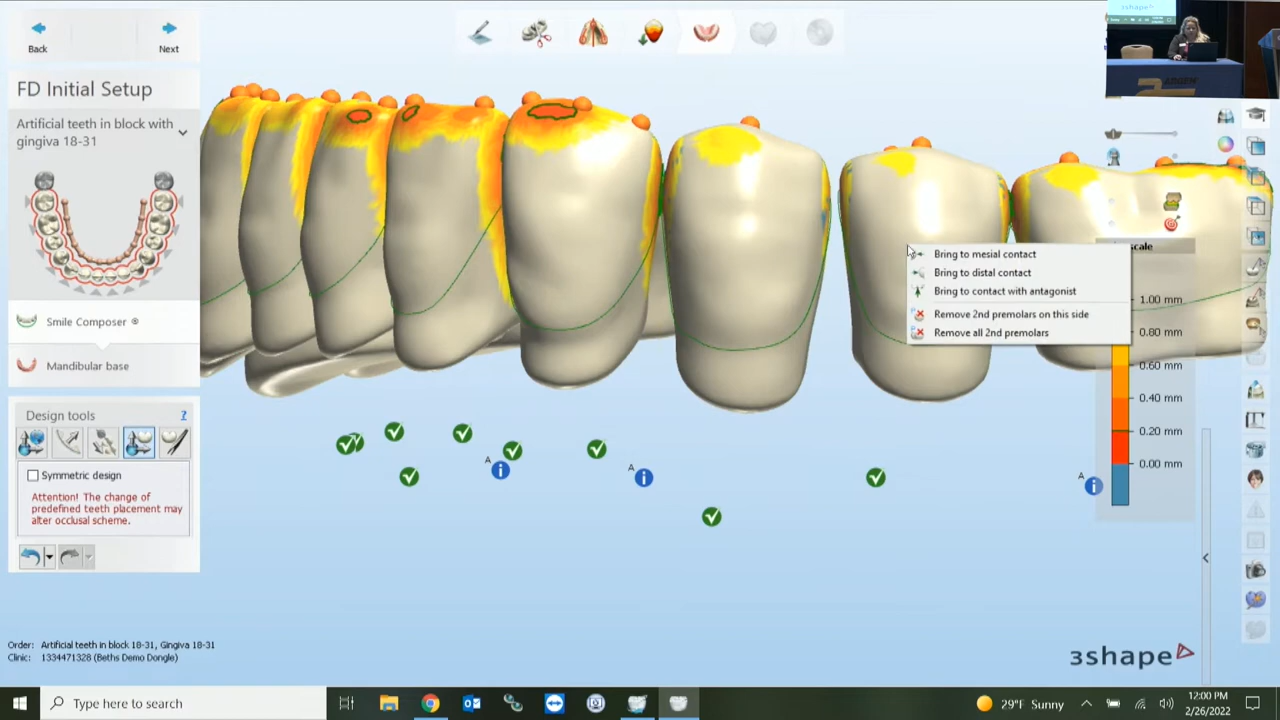 Back
Next
FD Initial Setup
Artificial teeth in block with
gingiva 18-31
Smile Composer
Mandibular base
Design tools
?
Symmetric design
Attention! The change of
predefined teeth placement may
alter occlusal scheme.
Order: Artificial teeth in block 18-31, Gingiva 18-31
Clinic: 1334471328 (Beths Demo Dongle)
Bring to mesial contact
Bring to distal contact
Bring to contact with antagonist
Remove 2nd premolars on this side
Remove all 2nd premolars
scale
1.00 mm
0.80 mm
0.60 mm
0.40 mm
0.20 mm
0.00 mm
A
A
A
3shape
3shape
ARGEN
Type here to search
29°F Sunny
12:00 PM
2/26/2022